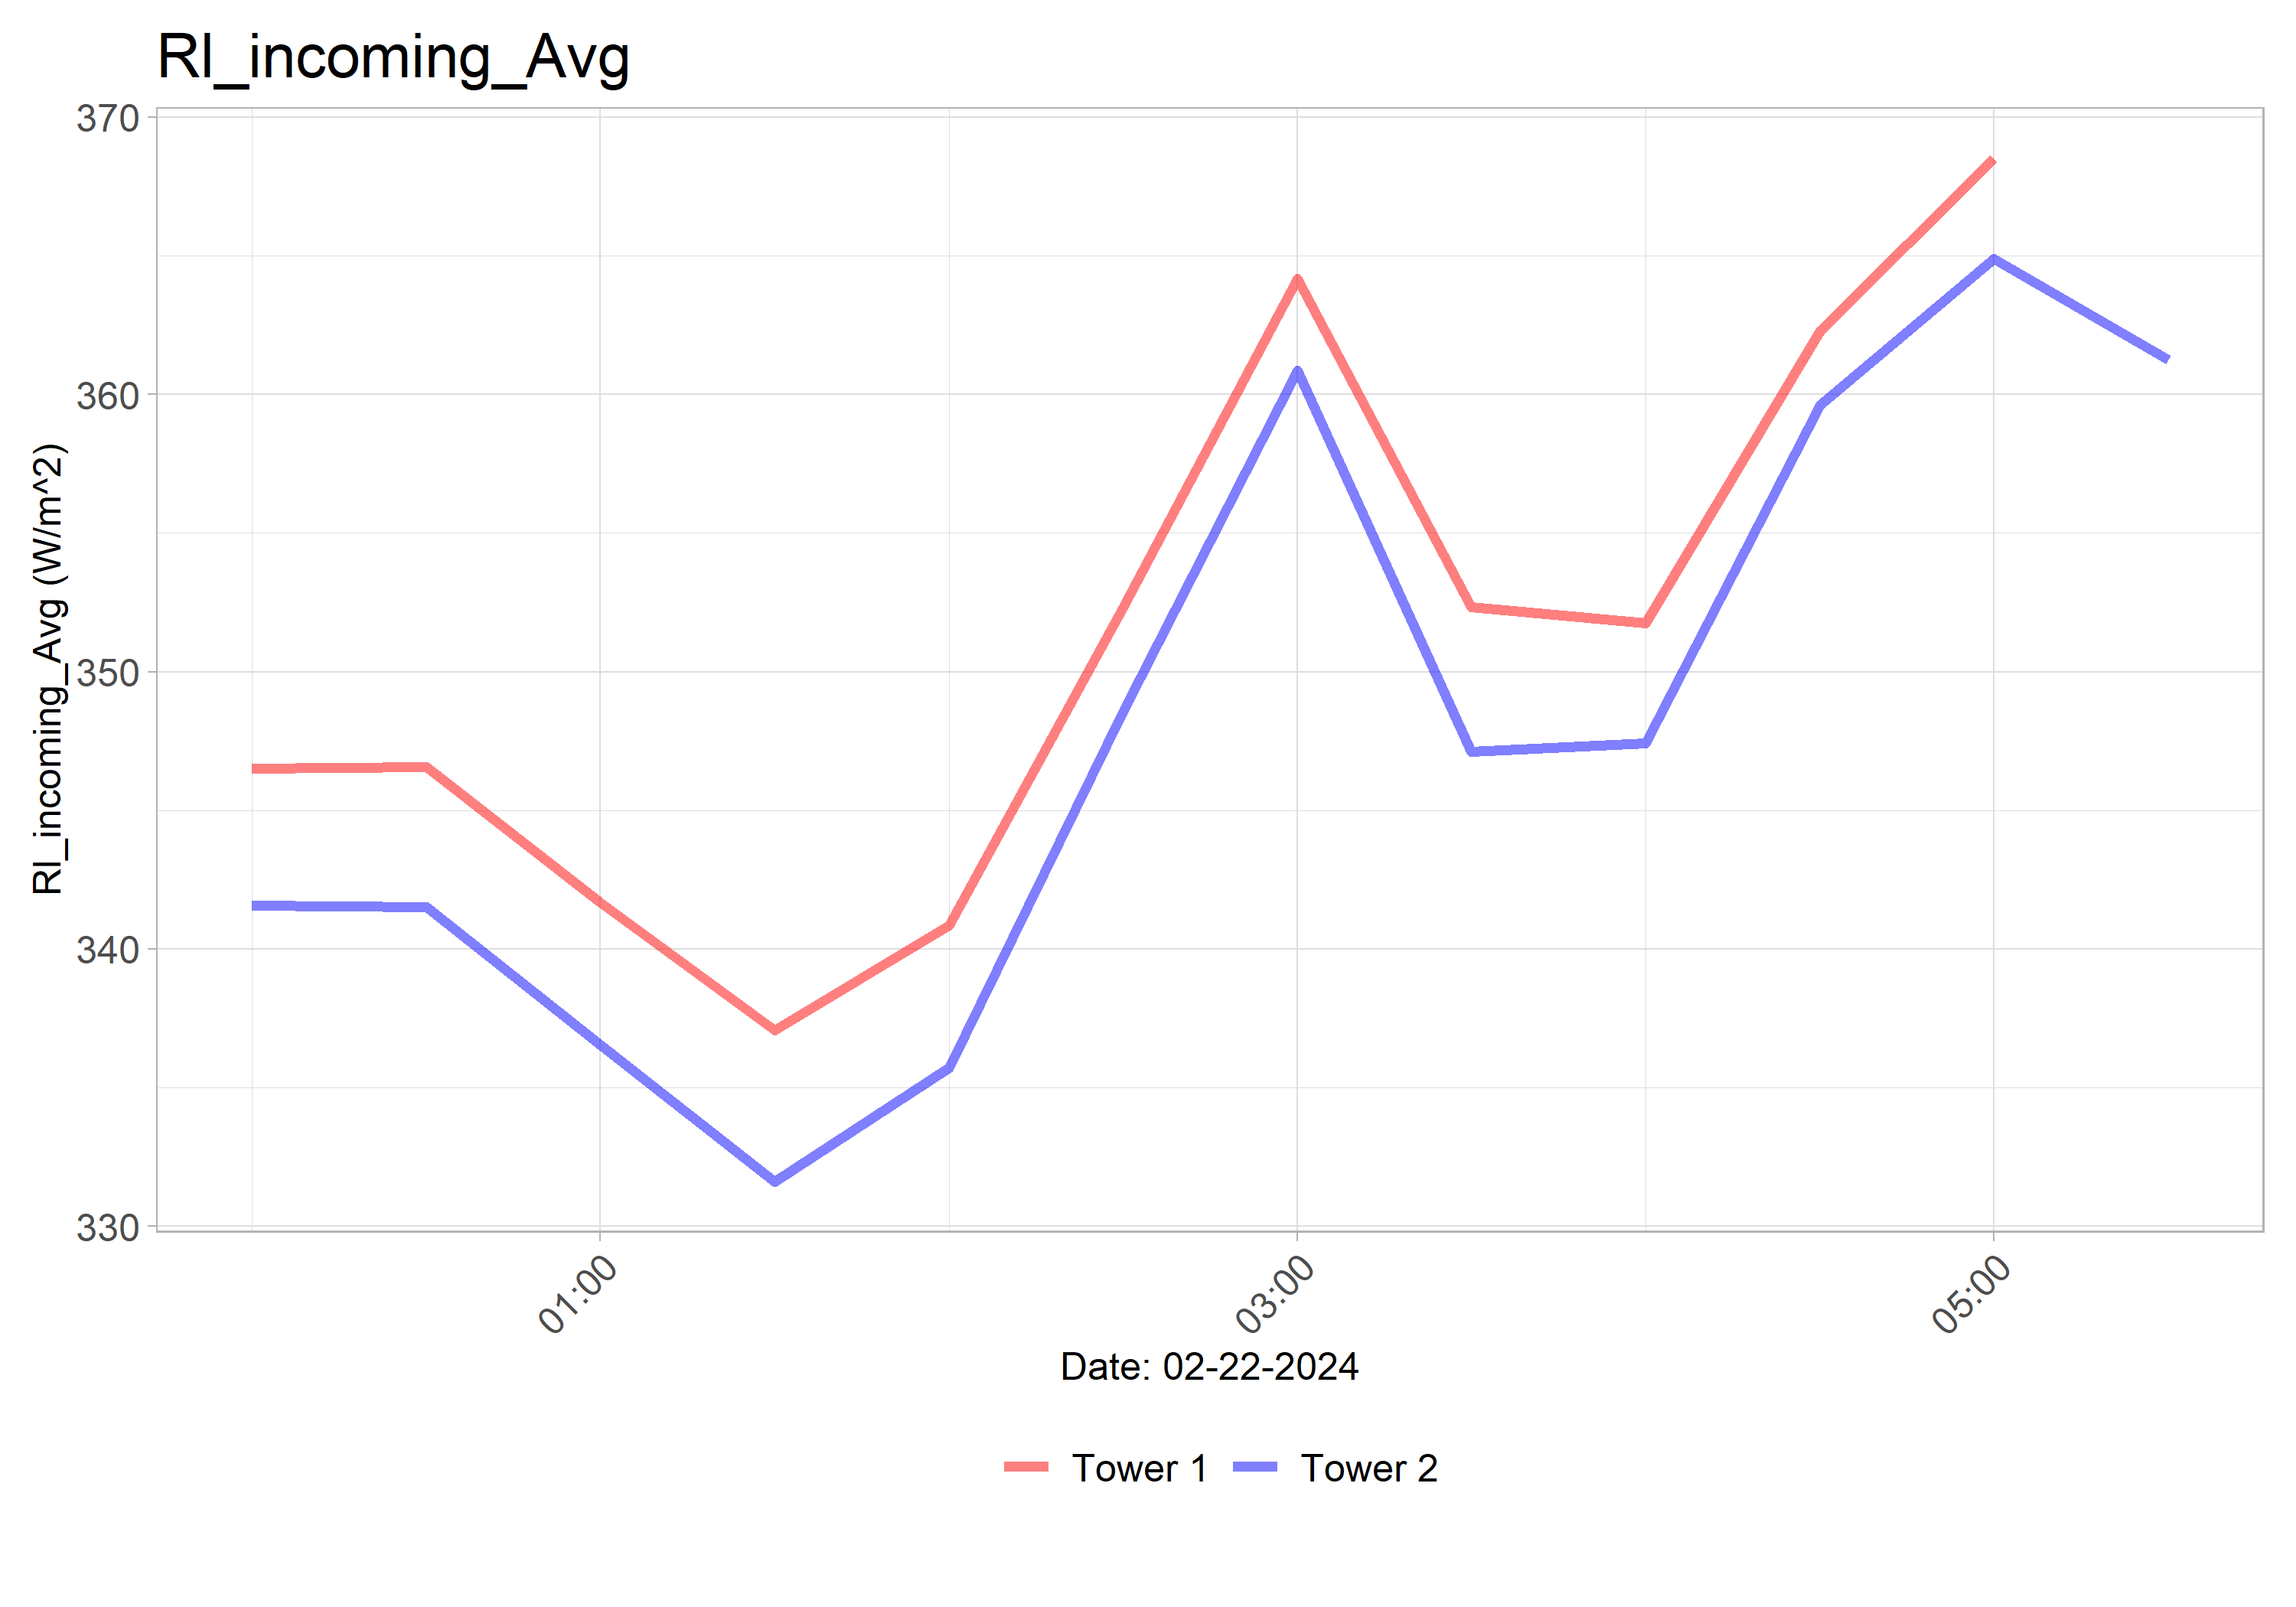 Rl_incoming_Avg
Rl_incoming_Avg (W/m^2)
370
360
350
340
330
01:00
03:00
05:00
Date: 02-22-2024
Tower 1
Tower 2